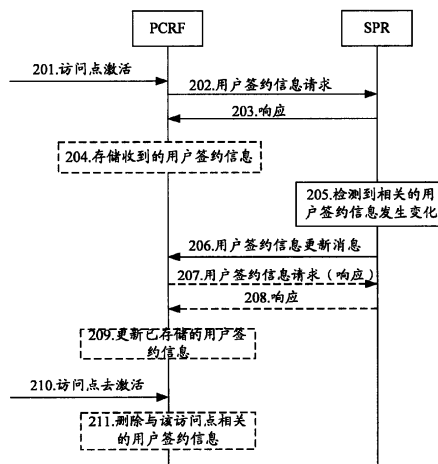 PCRF
SPR
201.访问点激活
202.用户签约信息请求
203.响应
204.存储收到的用户签约信息
205.检测到相关的用
户签约信息发生变化
206.用户签约信息更新消息
207.用户签约信息请求（响应）
208.响应
209.更新已存储的用户签
约信息
210.访问点去激活
211.删除与该访问点相关
的用户签约信息